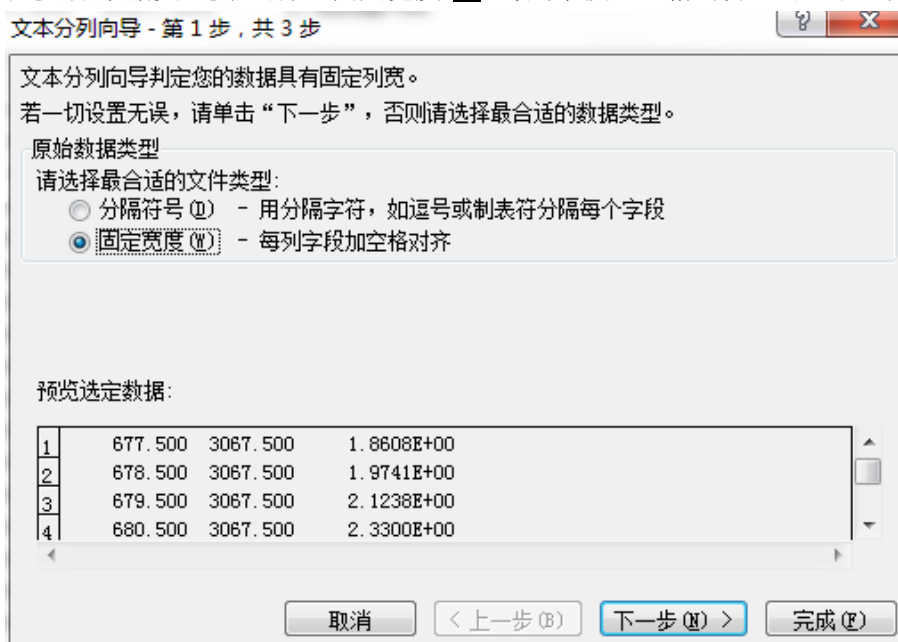 文本分列向导 - 第 1 步，共 3 步
文本分列向导判定您的数据具有固定列宽。
若一切设置无误，请单击“下一步”，否则请选择最合适的数据类型。
原始数据类型
请选择最合适的文件类型:
分隔符号(D) - 用分隔字符，如逗号或制表符分隔每个字段
固定宽度(W) - 每列字段加空格对齐
预览选定数据:
1 677.500 3067.500 1.8608E+00
2 678.500 3067.500 1.9741E+00
3 679.500 3067.500 2.1238E+00
4 680.500 3067.500 2.3300E+00
取消 < 上一步(B) 下一步(N) > 完成(F)